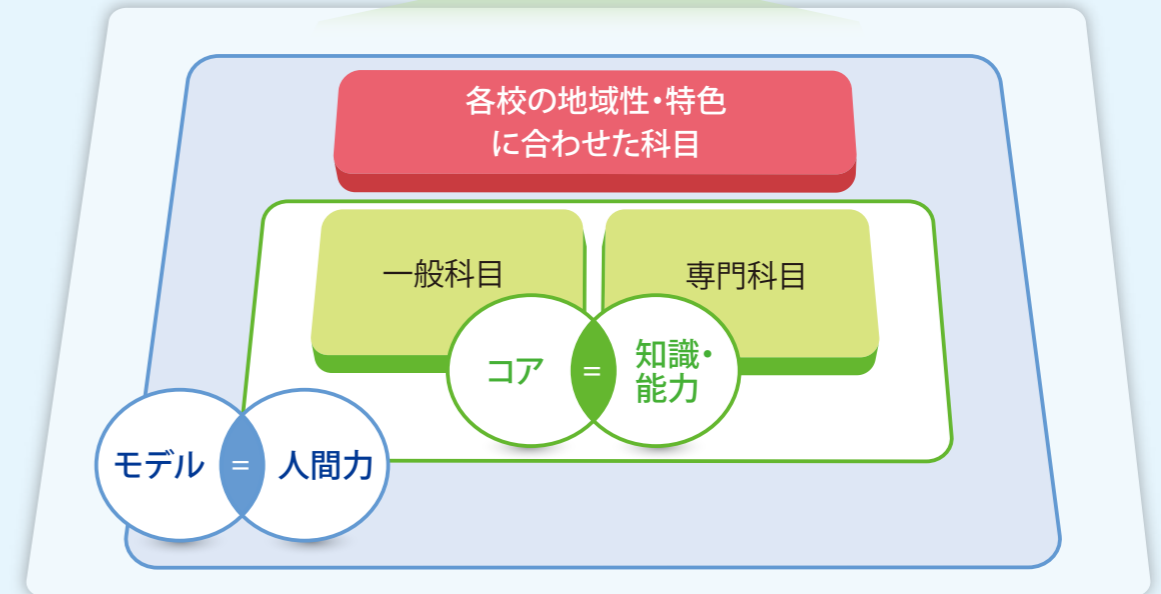 各校の地域性・特色
に合わせた科目
一般科目
専門科目
コア
=
知識・
能力
モデル
=
人間力